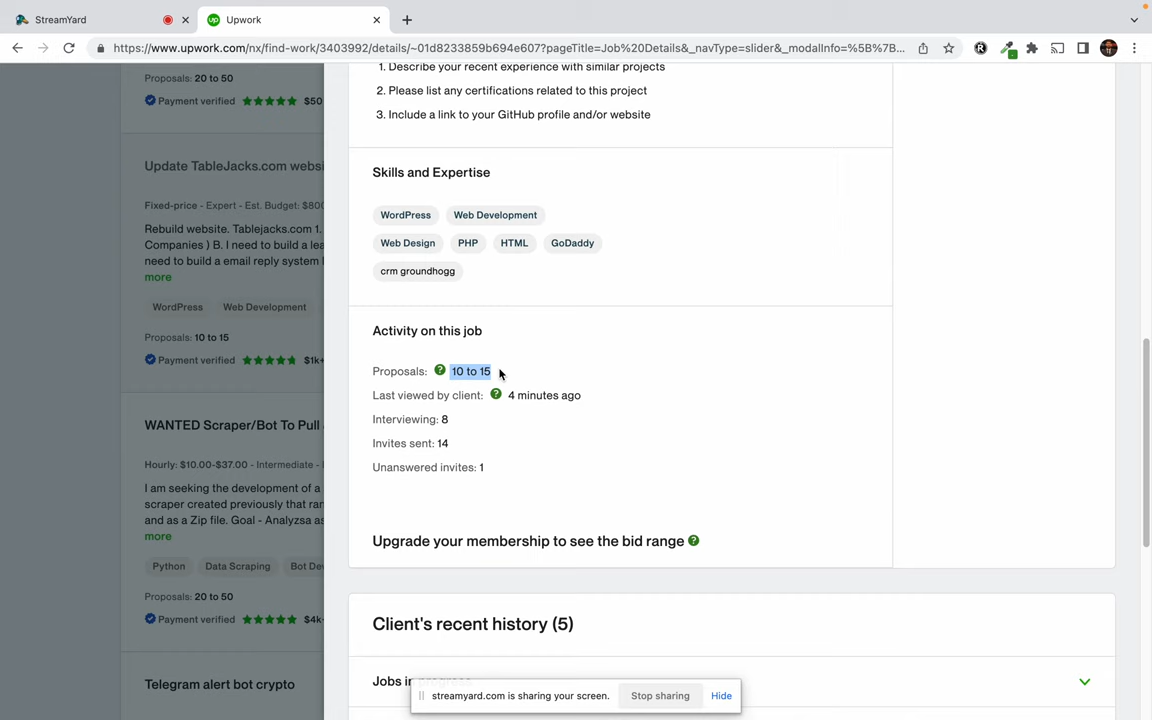 StreamYard
Upwork
https://www.upwork.com/nx/find-work/3403992/details/~01d8233859b694e607?pageTitle=Job%20Details&_navType=slider&_modalInfo=%5B%7B...
Proposals: 20 to 50
Payment verified $50
Update TableJacks.com websi
Fixed-price - Expert - Est. Budget: $800
Rebuild website. Tablejacks.com 1.
Companies ) B. I need to build a lea
need to build a email reply system
more
WordPress Web Development
Proposals: 10 to 15
Payment verified $1k+
WANTED Scraper/Bot To Pull
Hourly: $10.00-$37.00 - Intermediate -
I am seeking the development of a
scraper created previously that ran
and as a Zip file. Goal - Analyzsa as
more
Python Data Scraping Bot Dev
Proposals: 20 to 50
Payment verified $4k+
Telegram alert bot crypto
1. Describe your recent experience with similar projects
2. Please list any certifications related to this project
3. Include a link to your GitHub profile and/or website
Skills and Expertise
WordPress Web Development
Web Design PHP HTML GoDaddy
crm groundhogg
Activity on this job
Proposals: ? 10 to 15
Last viewed by client: ? 4 minutes ago
Interviewing: 8
Invites sent: 14
Unanswered invites: 1
Upgrade your membership to see the bid range ?
Client's recent history (5)
Jobs in progress
streamyard.com is sharing your screen. Stop sharing Hide